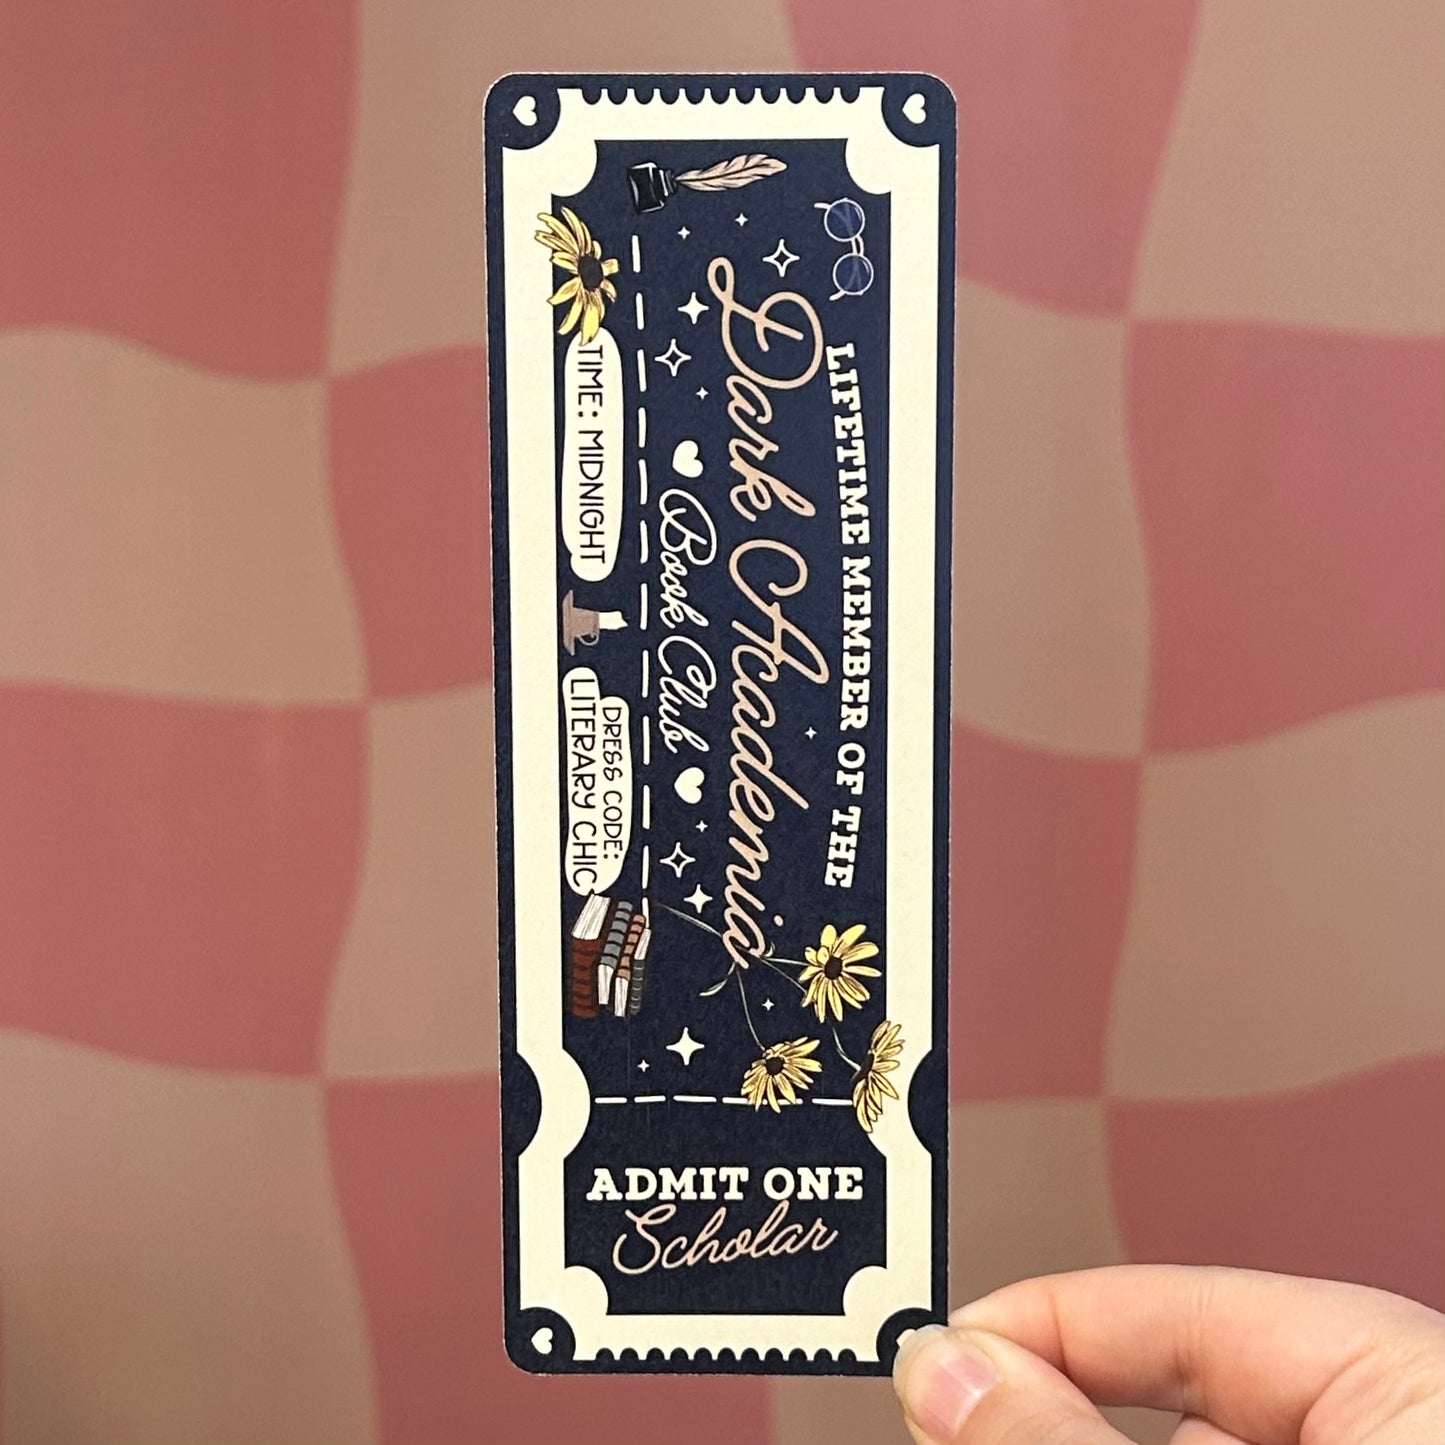 LIFETIME MEMBER OF THE
Dark Academia
Book Club
TIME: MIDNIGHT
DRESS CODE:
LITERARY CHIC
ADMIT ONE
Scholar